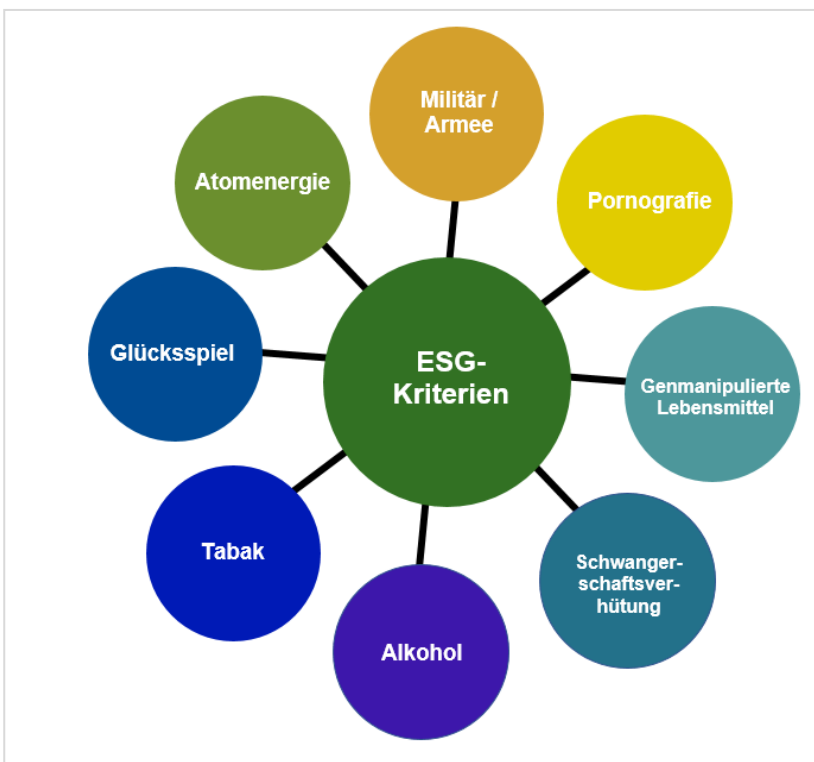 Militär /
Armee
Atomenergie
Pornografie
Glücksspiel
ESG-
Kriterien
Genmanipulierte
Lebensmittel
Tabak
Schwanger-
schaftsver-
hütung
Alkohol